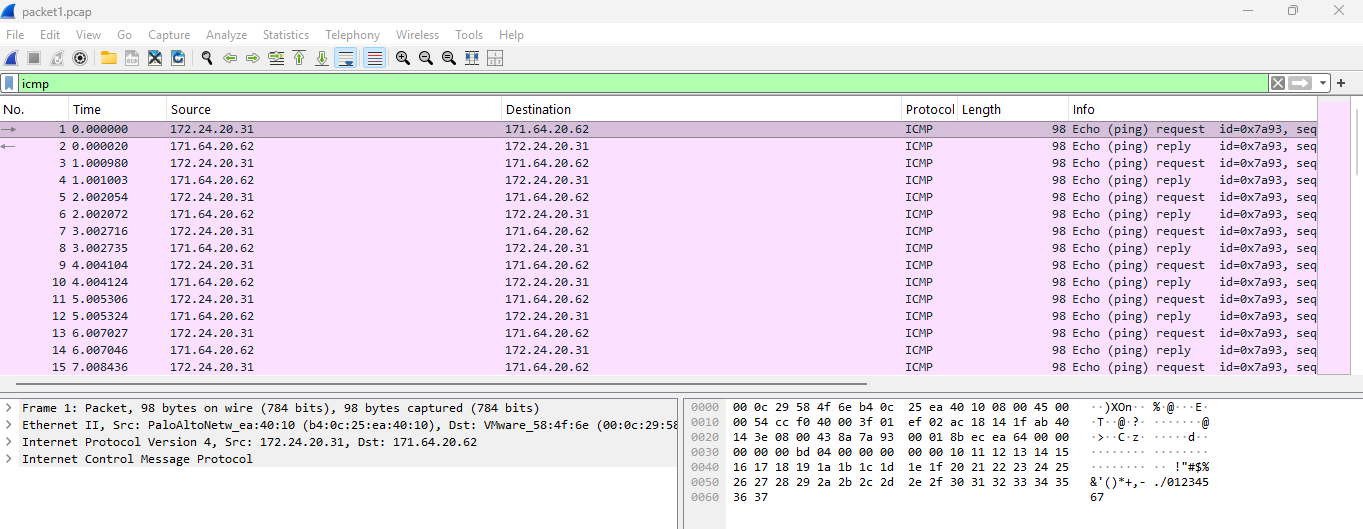 packet1.pcap
File Edit View Go Capture Analyze Statistics Telephony Wireless Tools Help
icmp
No. Time Source Destination Protocol Length Info
1 0.000000 172.24.20.31 171.64.20.62 ICMP 98 Echo (ping) request id=0x7a93, seq
2 0.000020 171.64.20.62 172.24.20.31 ICMP 98 Echo (ping) reply id=0x7a93, seq
3 1.000980 172.24.20.31 171.64.20.62 ICMP 98 Echo (ping) request id=0x7a93, seq
4 1.001003 171.64.20.62 172.24.20.31 ICMP 98 Echo (ping) reply id=0x7a93, seq
5 2.002054 172.24.20.31 171.64.20.62 ICMP 98 Echo (ping) request id=0x7a93, seq
6 2.002072 171.64.20.62 172.24.20.31 ICMP 98 Echo (ping) reply id=0x7a93, seq
7 3.002716 172.24.20.31 171.64.20.62 ICMP 98 Echo (ping) request id=0x7a93, seq
8 3.002735 171.64.20.62 172.24.20.31 ICMP 98 Echo (ping) reply id=0x7a93, seq
9 4.004104 172.24.20.31 171.64.20.62 ICMP 98 Echo (ping) request id=0x7a93, seq
10 4.004124 171.64.20.62 172.24.20.31 ICMP 98 Echo (ping) reply id=0x7a93, seq
11 5.005306 172.24.20.31 171.64.20.62 ICMP 98 Echo (ping) request id=0x7a93, seq
12 5.005324 171.64.20.62 172.24.20.31 ICMP 98 Echo (ping) reply id=0x7a93, seq
13 6.007027 172.24.20.31 171.64.20.62 ICMP 98 Echo (ping) request id=0x7a93, seq
14 6.007046 171.64.20.62 172.24.20.31 ICMP 98 Echo (ping) reply id=0x7a93, seq
15 7.008436 172.24.20.31 171.64.20.62 ICMP 98 Echo (ping) request id=0x7a93, seq
Frame 1: Packet, 98 bytes on wire (784 bits), 98 bytes captured (784 bits)
Ethernet II, Src: PaloAltoNetw_ea:40:10 (b4:0c:25:ea:40:10), Dst: VMware_58:4f:6e (00:0c:29:58
Internet Protocol Version 4, Src: 172.24.20.31, Dst: 171.64.20.62
Internet Control Message Protocol
0000 00 0c 29 58 4f 6e b4 0c 25 ea 40 10 08 00 45 00 ··)XOn·· %·@···E·
0010 00 54 cc f0 40 00 3f 01 ef 02 ac 18 14 1f ab 40 ·T··@·?· ·······@
0020 14 3e 08 00 43 8a 7a 93 00 01 8b ec ea 64 00 00 ·>··C·z· ·····d··
0030 00 00 00 bd 04 00 00 00 00 00 10 11 12 13 14 15 ········ ········
0040 16 17 18 19 1a 1b 1c 1d 1e 1f 20 21 22 23 24 25 ········ ·· !"#$%
0050 26 27 28 29 2a 2b 2c 2d 2e 2f 30 31 32 33 34 35 &'()*+,- ./012345
0060 36 37 67